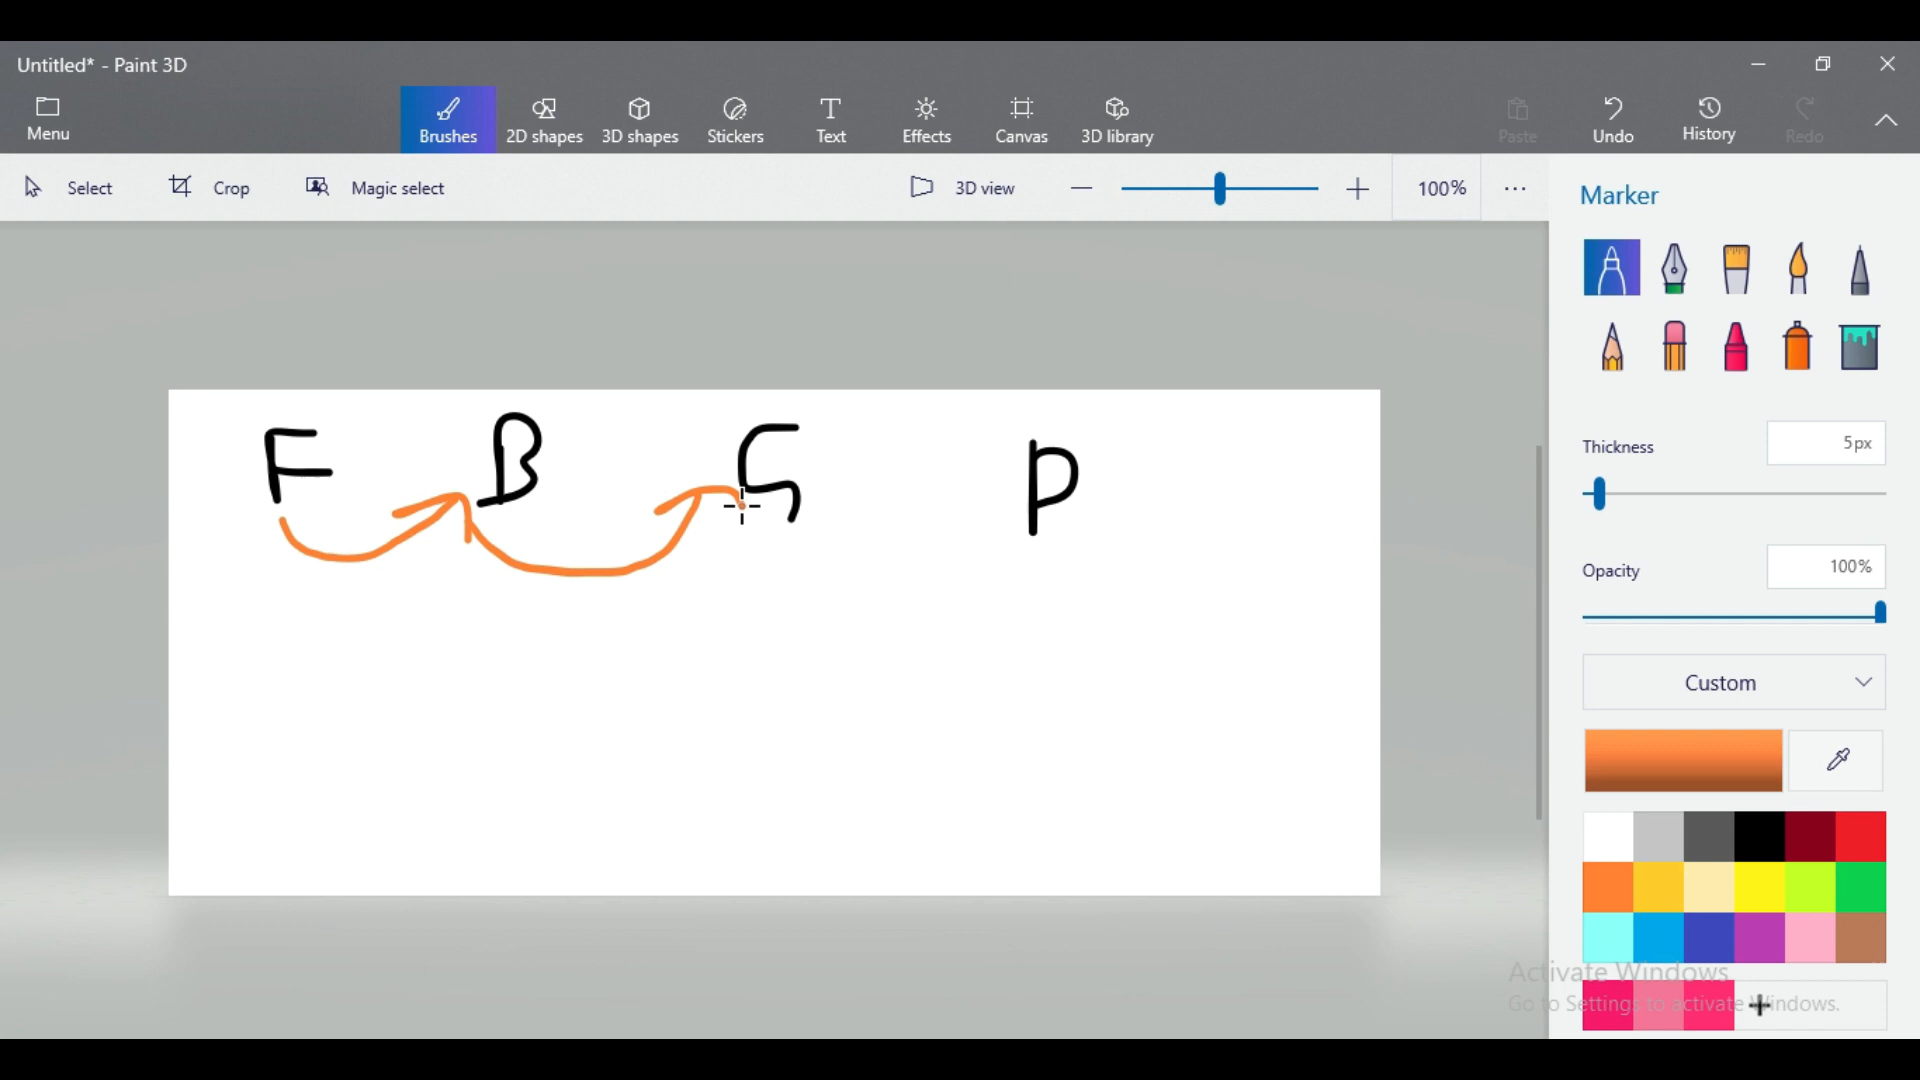 Untitled* - Paint 3D
Menu Brushes 2D shapes 3D shapes Stickers Text Effects Canvas 3D library Paste Undo History Redo
Select Crop Magic select 3D view 100% ...
Marker
Thickness 5px
Opacity 100%
Custom
F B G P
Activate Windows
Go to Settings to activate Windows.